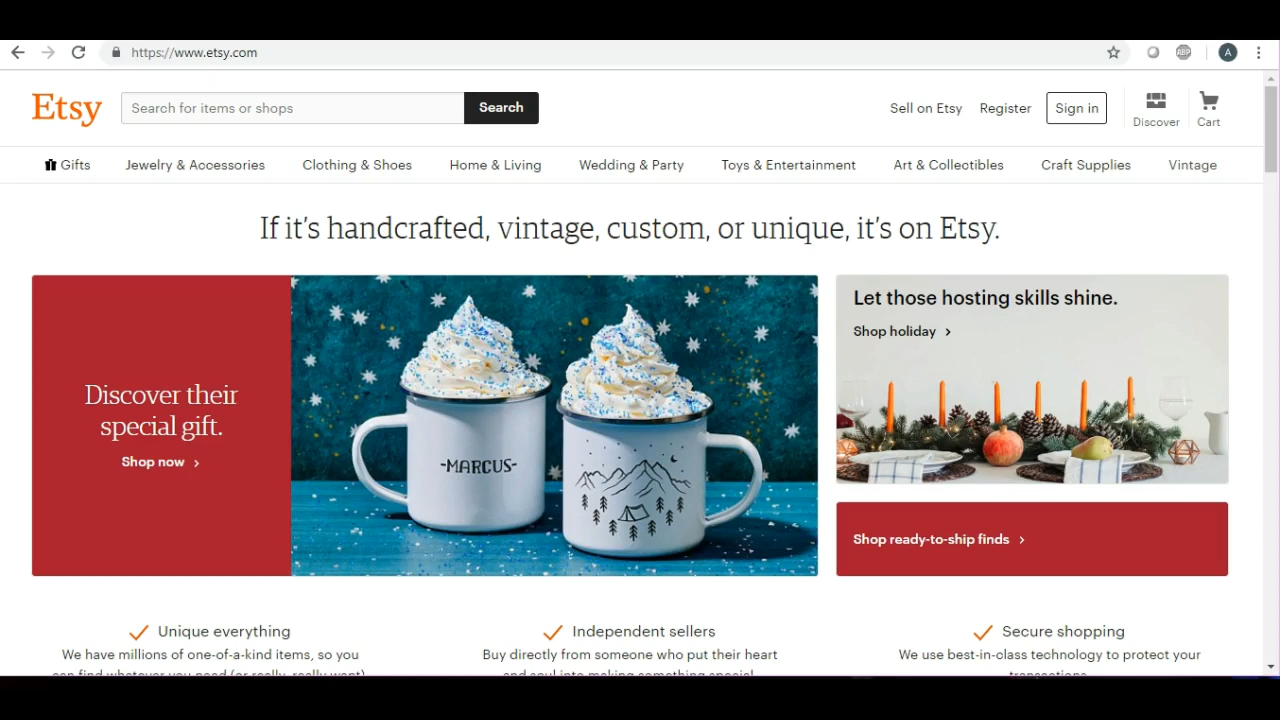 https://www.etsy.com
ABP
A
Etsy
Search for items or shops
Search
Sell on Etsy
Register
Sign in
Discover
Cart
Gifts
Jewelry & Accessories
Clothing & Shoes
Home & Living
Wedding & Party
Toys & Entertainment
Art & Collectibles
Craft Supplies
Vintage
If it's handcrafted, vintage, custom, or unique, it's on Etsy.
Discover their
special gift.
Shop now
-MARCUS-
Let those hosting skills shine.
Shop holiday
Shop ready-to-ship finds
Unique everything
We have millions of one-of-a-kind items, so you
can find whatever you need (or really, really want)
Independent sellers
Buy directly from someone who put their heart
and soul into making something special
Secure shopping
We use best-in-class technology to protect your
transactions